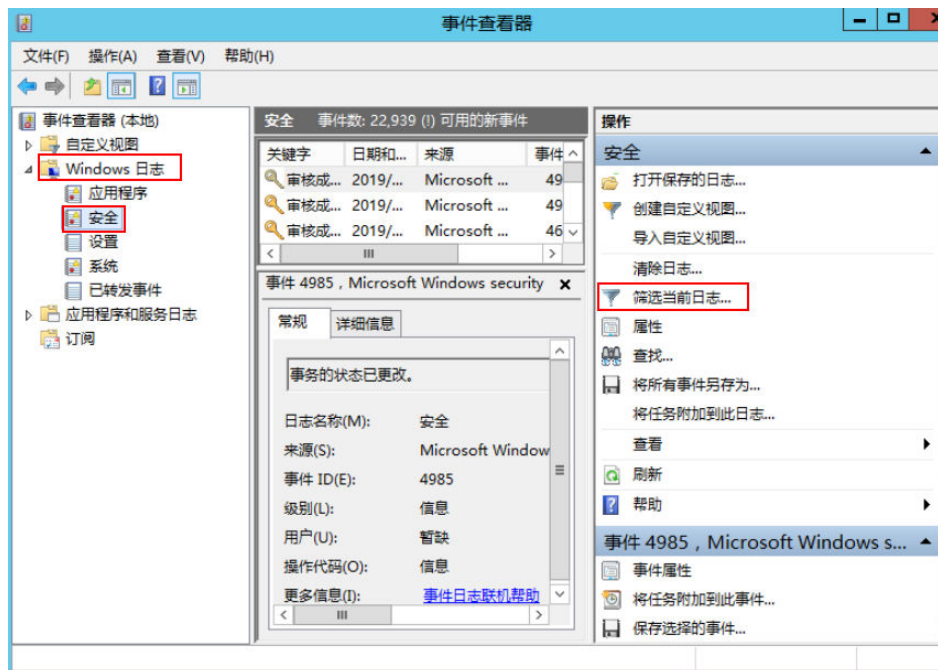 事件查看器
文件(F) 操作(A) 查看(V) 帮助(H)
事件查看器 (本地)
自定义视图
Windows 日志
应用程序
安全
设置
系统
已转发事件
应用程序和服务日志
订阅
安全 事件数: 22,939 (!) 可用的新事件
关键字 日期和... 来源 事件
审核成... 2019/... Microsoft ... 49
审核成... 2019/... Microsoft ... 49
审核成... 2019/... Microsoft ... 46
事件 4985，Microsoft Windows security
常规 详细信息
事务的状态已更改。
日志名称(M): 安全
来源(S): Microsoft Window
事件 ID(E): 4985
级别(L): 信息
用户(U): 暂缺
操作代码(O): 信息
更多信息(I): 事件日志联机帮助
操作
安全
打开保存的日志...
创建自定义视图...
导入自定义视图...
清除日志...
筛选当前日志...
属性
查找...
将所有事件另存为...
将任务附加到此日志...
查看
刷新
帮助
事件 4985，Microsoft Windows s...
事件属性
将任务附加到此事件...
保存选择的事件...